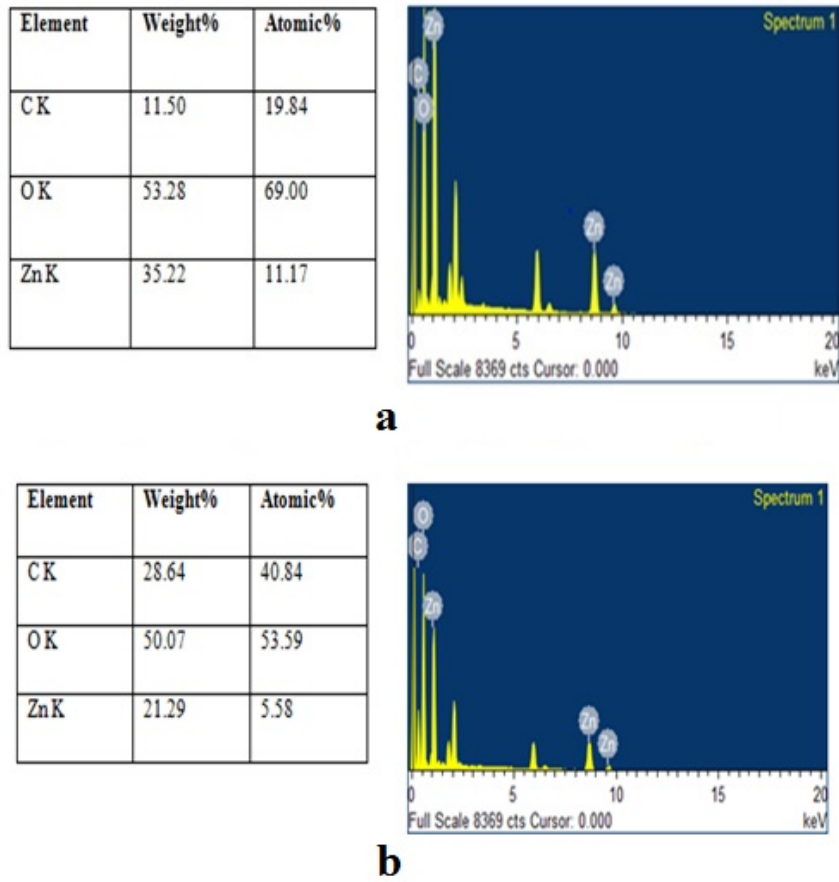 Element Weight% Atomic%
C K 11.50 19.84
O K 53.28 69.00
Zn K 35.22 11.17
Spectrum 1
Zn
C
O
Zn
Zn
0 5 10 15 20
Full Scale 8369 cts Cursor: 0.000 keV
a
Element Weight% Atomic%
C K 28.64 40.84
O K 50.07 53.59
Zn K 21.29 5.58
Spectrum 1
O
C
Zn
Zn
Zn
0 5 10 15 20
Full Scale 8369 cts Cursor: 0.000 keV
b